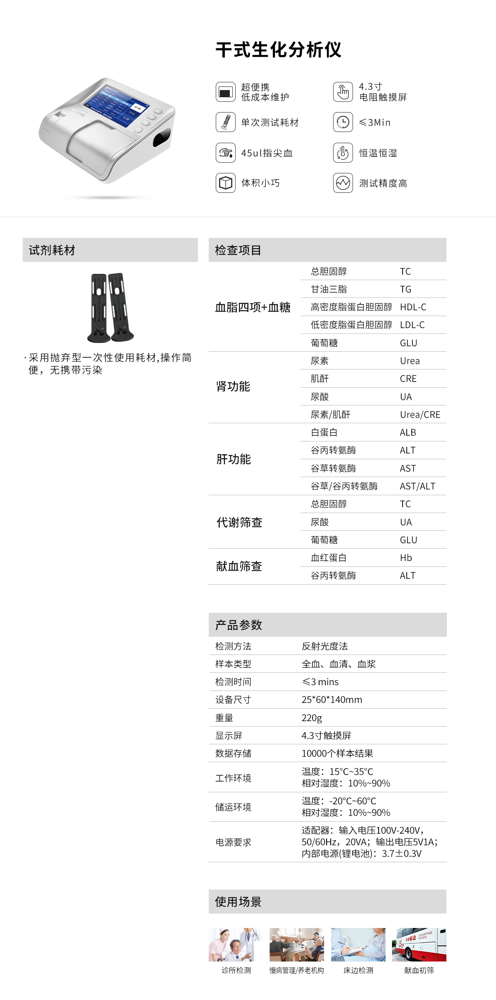 干式生化分析仪
超便携
低成本维护
4.3寸
电阻触摸屏
单次测试耗材
≤3Min
45ul指尖血
恒温恒湿
体积小巧
测试精度高
试剂耗材
·采用抛弃型一次性使用耗材,操作简
便，无携带污染
检查项目
血脂四项+血糖
总胆固醇 TC
甘油三脂 TG
高密度脂蛋白胆固醇 HDL-C
低密度脂蛋白胆固醇 LDL-C
葡萄糖 GLU
肾功能
尿素 Urea
肌酐 CRE
尿酸 UA
尿素/肌酐 Urea/CRE
肝功能
白蛋白 ALB
谷丙转氨酶 ALT
谷草转氨酶 AST
谷草/谷丙转氨酶 AST/ALT
代谢筛查
总胆固醇 TC
尿酸 UA
葡萄糖 GLU
献血筛查
血红蛋白 Hb
谷丙转氨酶 ALT
产品参数
检测方法 反射光度法
样本类型 全血、血清、血浆
检测时间 ≤3 mins
设备尺寸 25*60*140mm
重量 220g
显示屏 4.3寸触摸屏
数据存储 10000个样本结果
工作环境
温度：15°C~35°C
相对湿度：10%~90%
储运环境
温度：-20°C~60°C
相对湿度：10%~90%
电源要求
适配器：输入电压100V-240V，
50/60Hz，20VA；输出电压5V1A；
内部电源(锂电池)：3.7±0.3V
使用场景
献血 DONATING
BLOOD
诊所检测
慢病管理/养老机构
床边检测
献血初筛